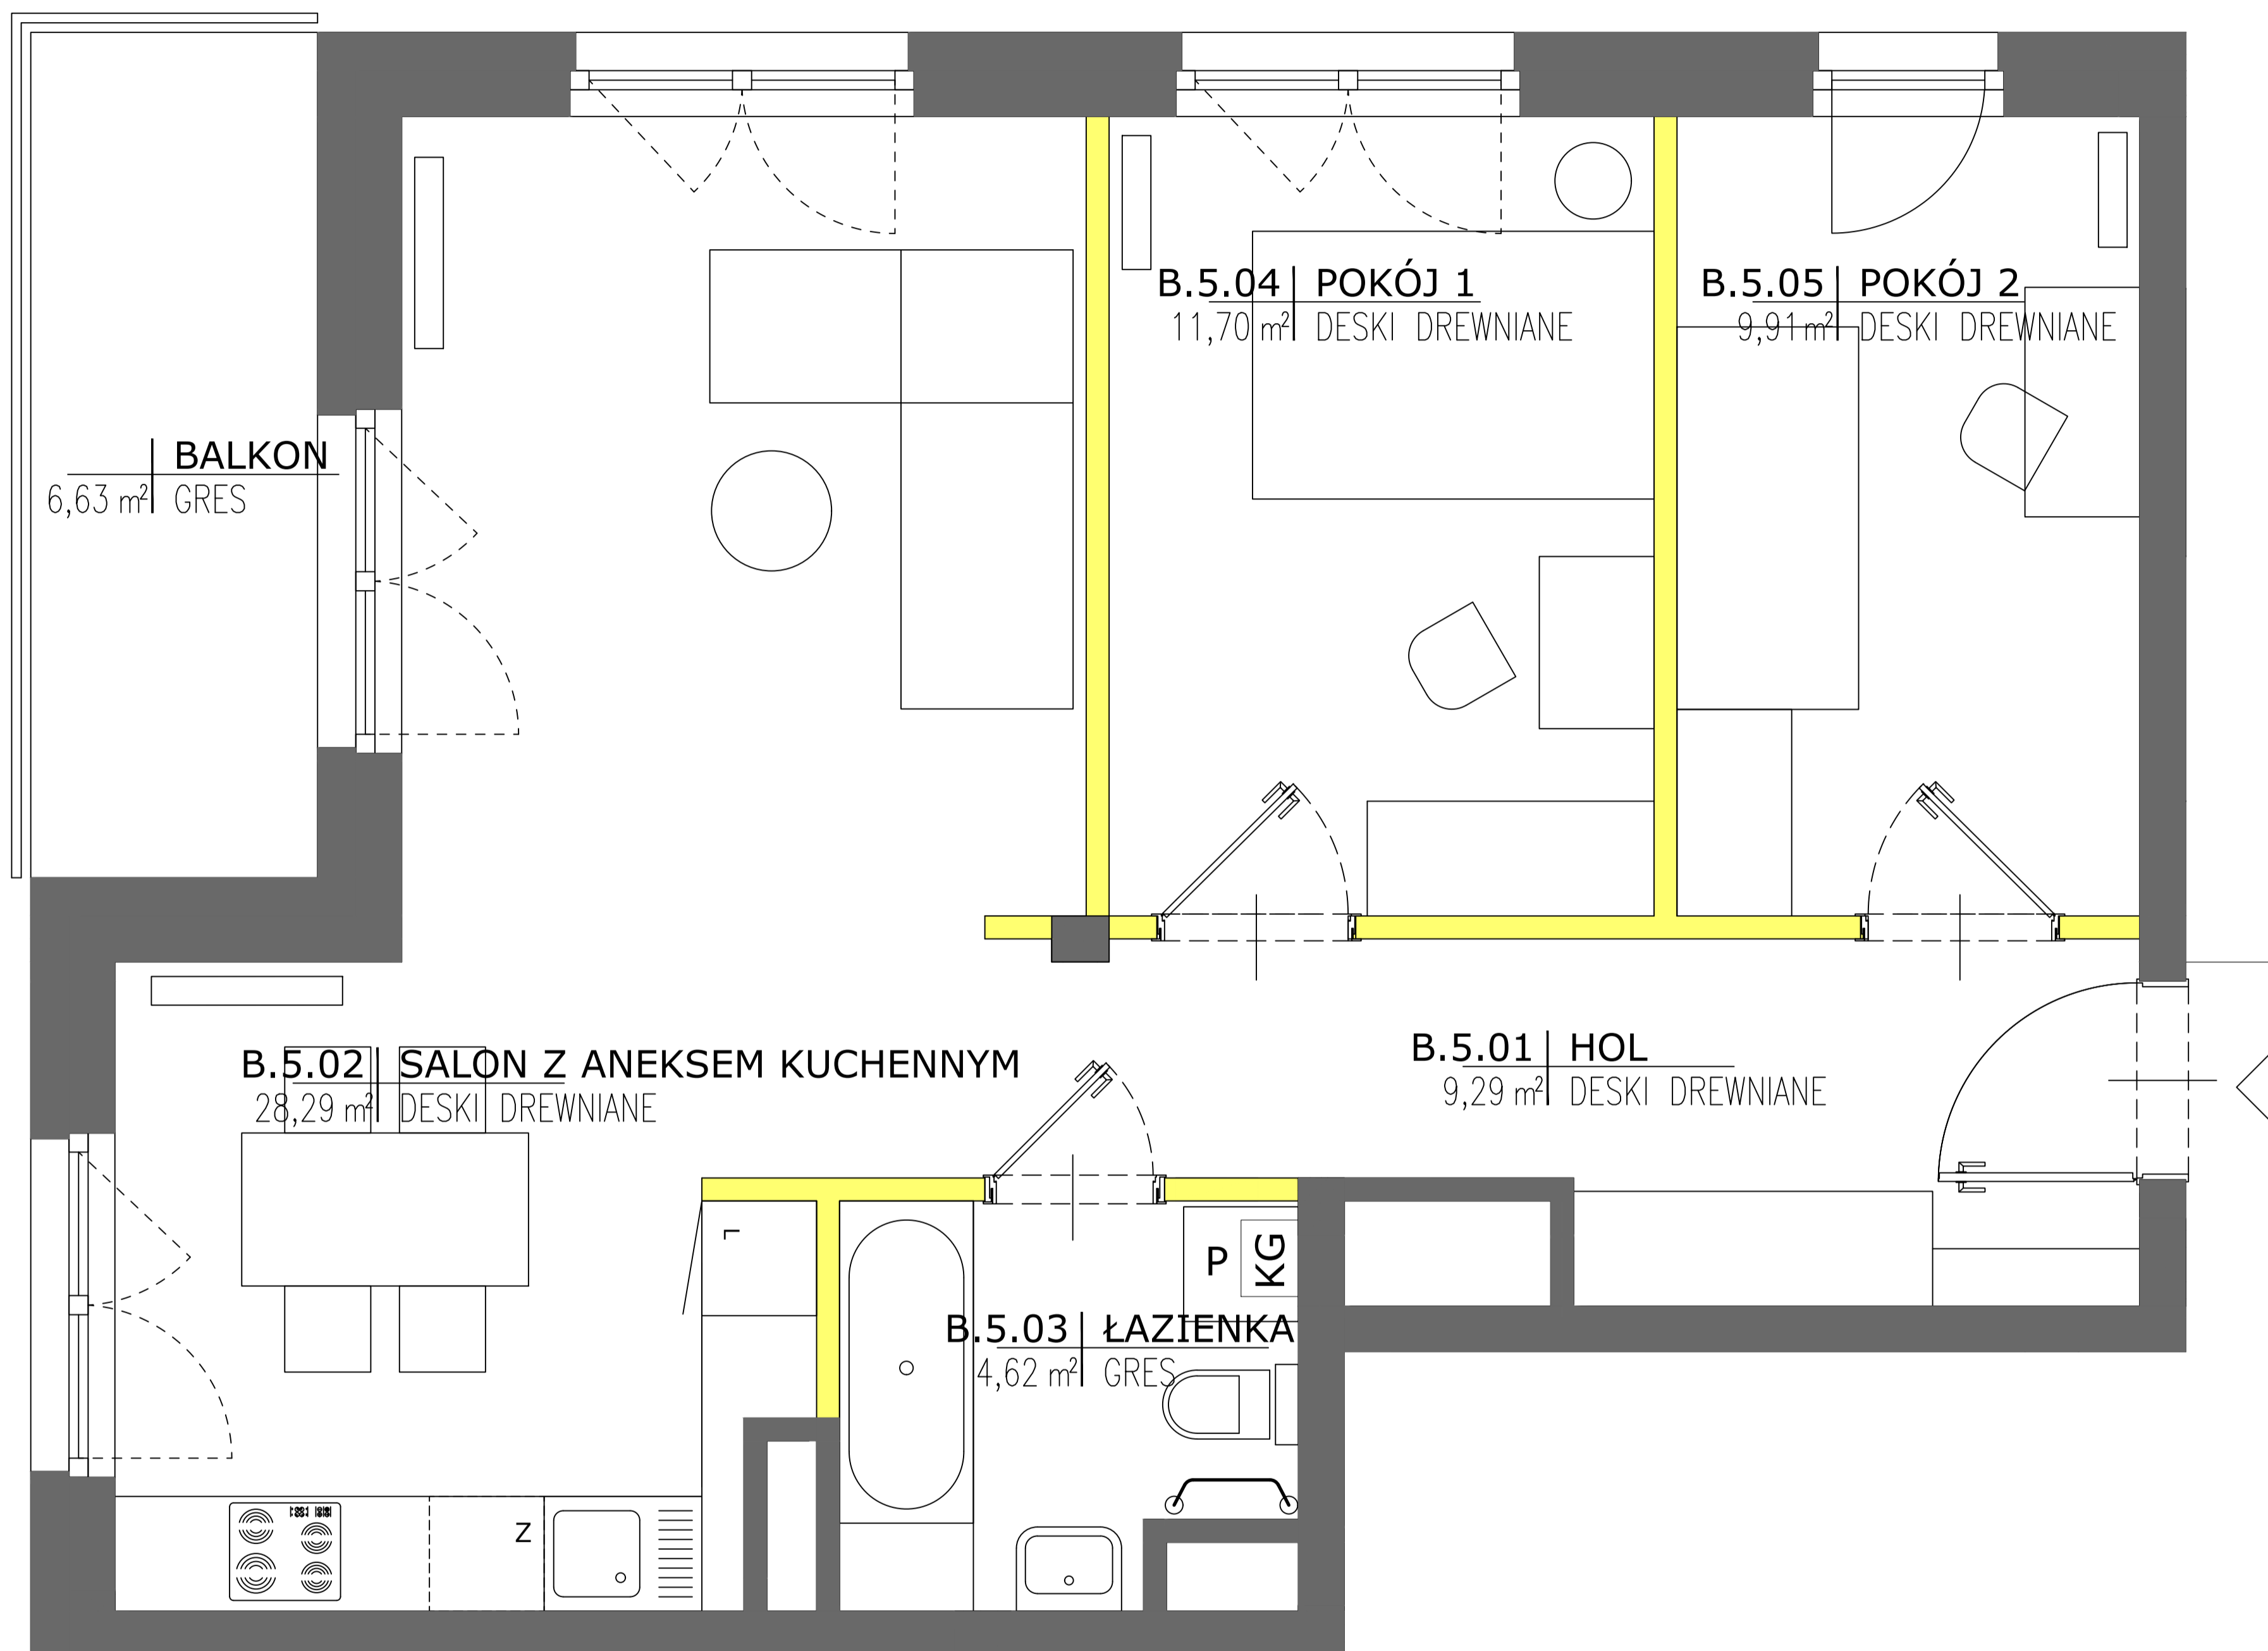 B.5.04 POKÓJ 1
11,70 m² DESKI DREWNIANE
B.5.05 POKÓJ 2
9,91 m² DESKI DREWNIANE
BALKON
6,63 m² GRES
B.5.02 SALON Z ANEKSEM KUCHENNYM
28,29 m² DESKI DREWNIANE
B.5.01 HOL
9,29 m² DESKI DREWNIANE
L
P KG
B.5.03 ŁAZIENKA
4,62 m² GRES
Z